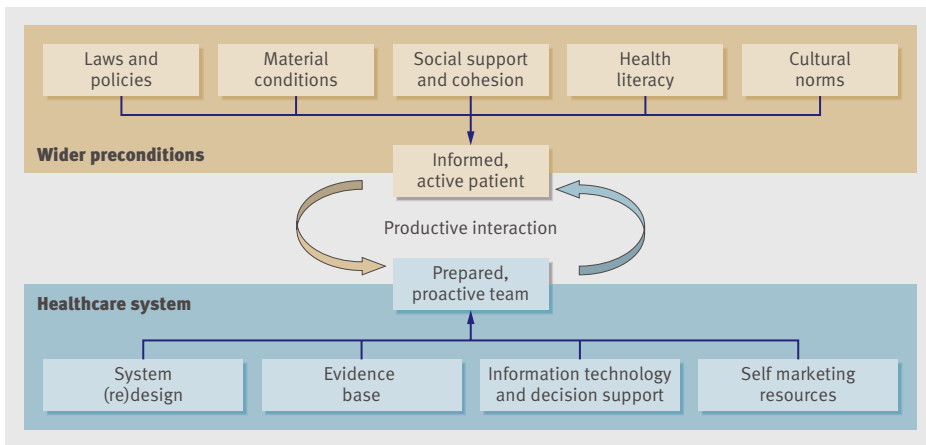 Laws and
policies
Material
conditions
Social support
and cohesion
Health
literacy
Cultural
norms
Wider preconditions
Informed,
active patient
Productive interaction
Prepared,
proactive team
Healthcare system
System
(re)design
Evidence
base
Information technology
and decision support
Self marketing
resources